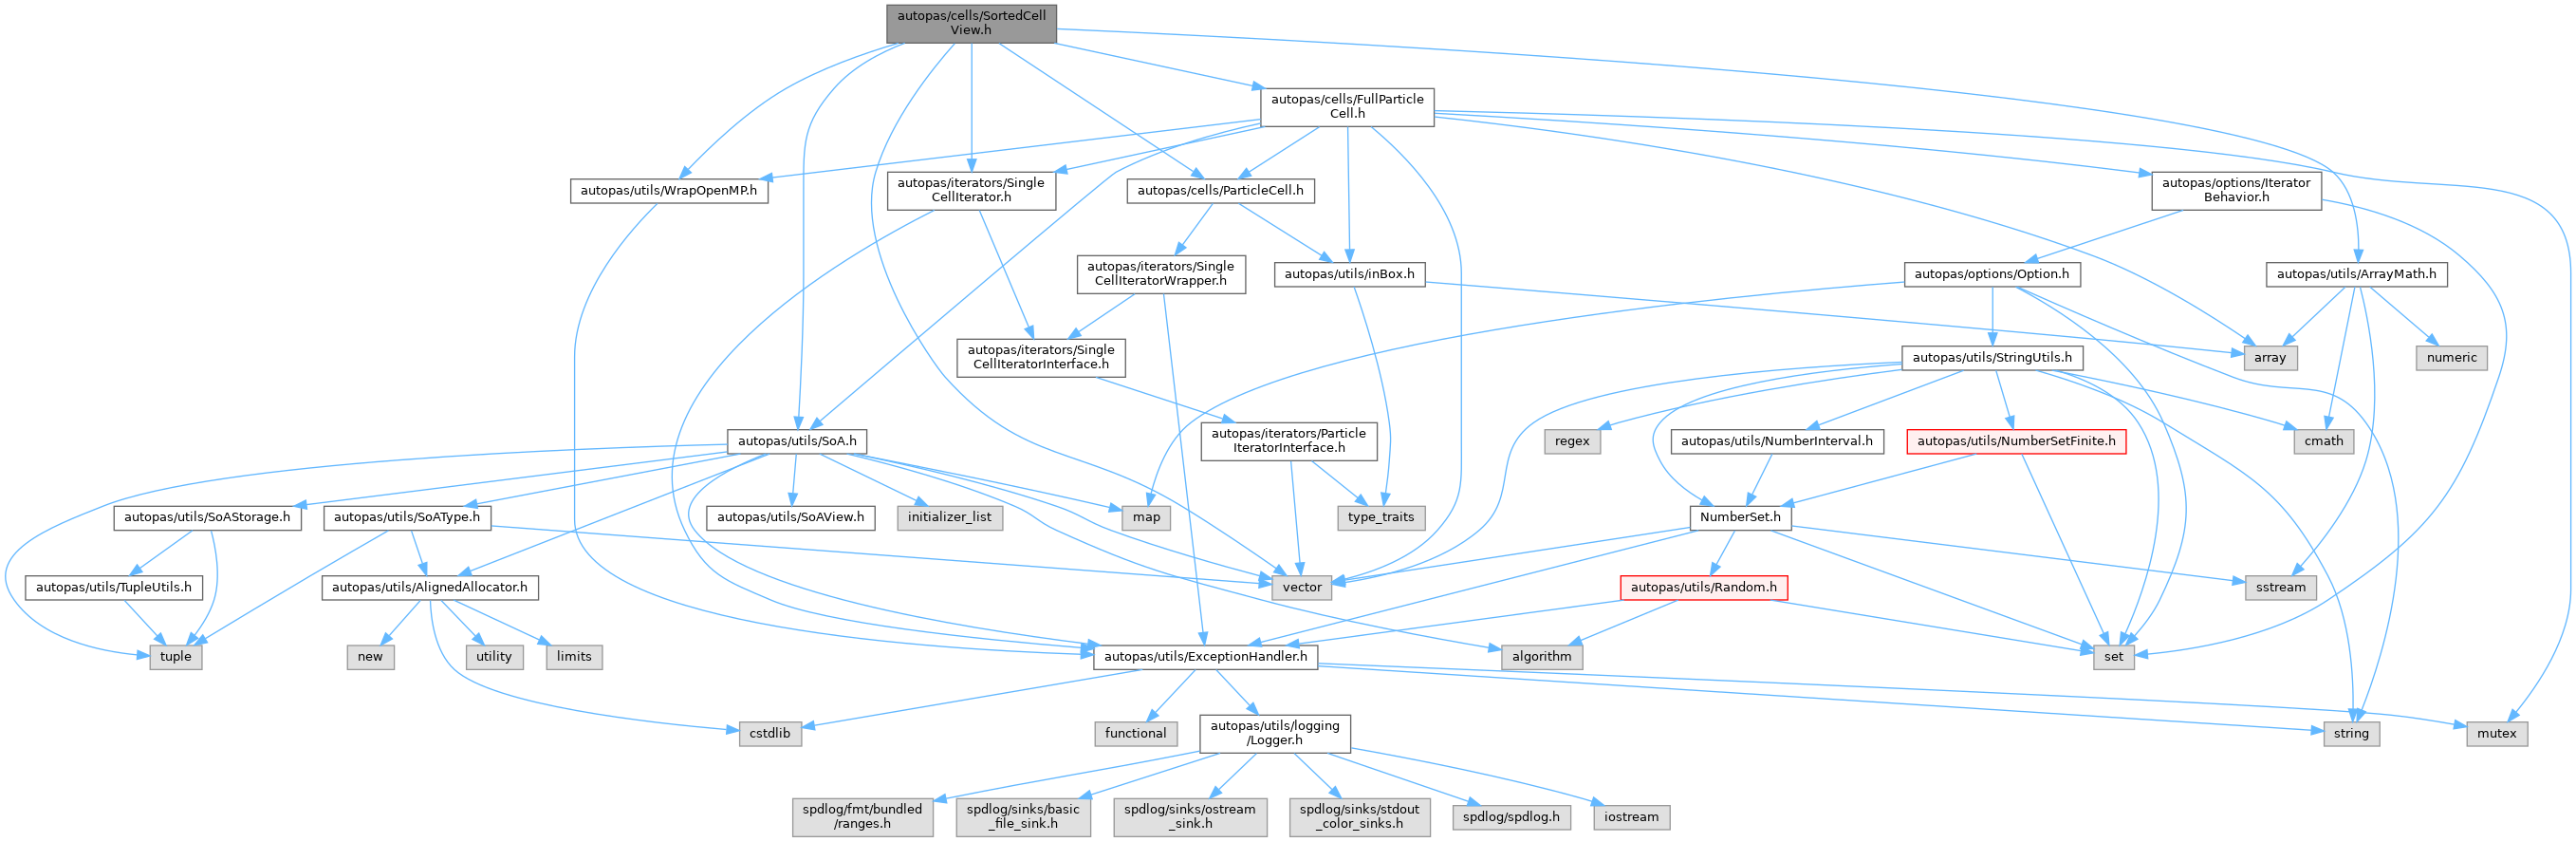 autopas/cells/SortedCell
View.h
autopas/cells/FullParticle
Cell.h
autopas/utils/WrapOpenMP.h
autopas/iterators/Single
CellIterator.h
autopas/cells/ParticleCell.h
autopas/options/Iterator
Behavior.h
autopas/iterators/Single
CellIteratorWrapper.h
autopas/utils/inBox.h
autopas/options/Option.h
autopas/utils/ArrayMath.h
autopas/iterators/Single
CellIteratorInterface.h
autopas/utils/StringUtils.h
array
numeric
autopas/utils/SoA.h
autopas/iterators/Particle
IteratorInterface.h
regex
autopas/utils/NumberInterval.h
autopas/utils/NumberSetFinite.h
cmath
autopas/utils/SoAStorage.h
autopas/utils/SoAType.h
autopas/utils/SoAView.h
initializer_list
map
type_traits
NumberSet.h
autopas/utils/TupleUtils.h
autopas/utils/AlignedAllocator.h
vector
autopas/utils/Random.h
sstream
tuple
new
utility
limits
autopas/utils/ExceptionHandler.h
algorithm
set
cstdlib
functional
autopas/utils/logging
/Logger.h
string
mutex
spdlog/fmt/bundled
/ranges.h
spdlog/sinks/basic
_file_sink.h
spdlog/sinks/ostream
_sink.h
spdlog/sinks/stdout
_color_sinks.h
spdlog/spdlog.h
iostream